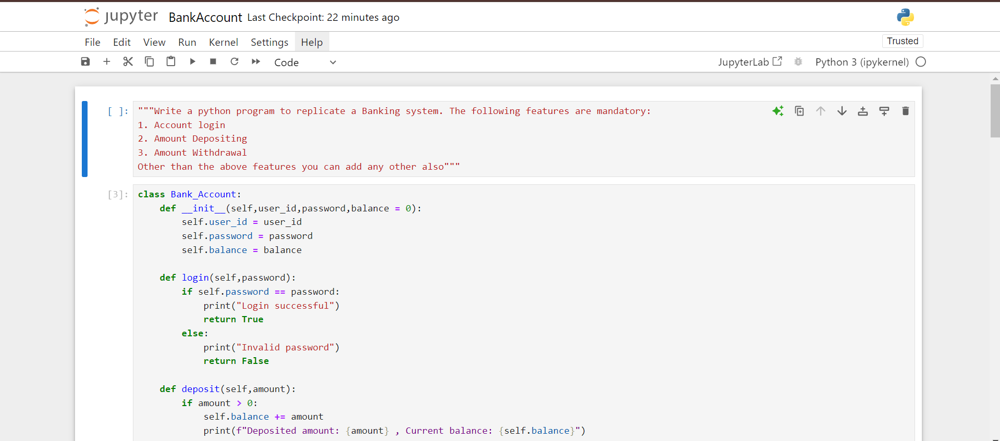 jupyter BankAccount Last Checkpoint: 22 minutes ago
File Edit View Run Kernel Settings Help Trusted
Code JupyterLab Python 3 (ipykernel)
[ ]: """Write a python program to replicate a Banking system. The following features are mandatory:
1. Account login
2. Amount Depositing
3. Amount Withdrawal
Other than the above features you can add any other also"""
[3]: class Bank_Account:
    def __init__(self,user_id,password,balance = 0):
        self.user_id = user_id
        self.password = password
        self.balance = balance
    def login(self,password):
        if self.password == password:
            print("Login successful")
            return True
        else:
            print("Invalid password")
            return False
    def deposit(self,amount):
        if amount > 0:
            self.balance += amount
            print(f"Deposited amount: {amount} , Current balance: {self.balance}")